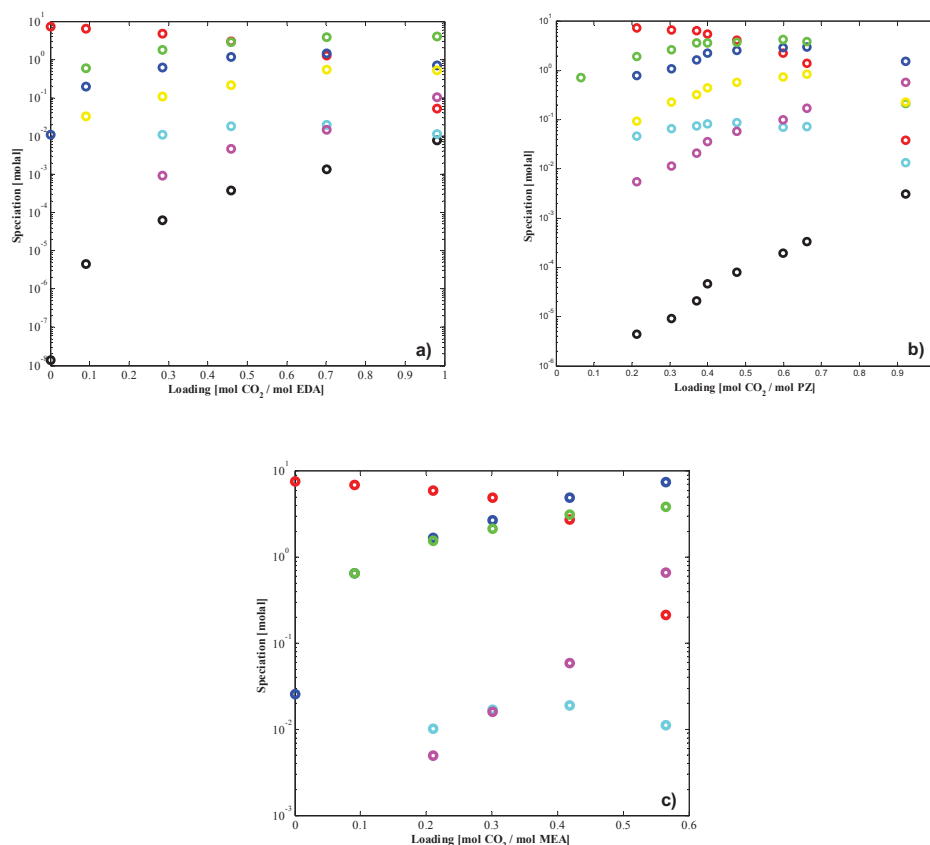 10^1
10^0
10^-1
10^-2
10^-3
10^-4
10^-5
10^-6
10^-7
10^-8
Speciation [molal]
0 0.1 0.2 0.3 0.4 0.5 0.6 0.7 0.8 0.9 1
Loading [mol CO2 / mol EDA]
a)
10^1
10^0
10^-1
10^-2
10^-3
10^-4
10^-5
10^-6
Speciation [molal]
0 0.1 0.2 0.3 0.4 0.5 0.6 0.7 0.8 0.9
Loading [mol CO2 / mol PZ]
b)
10^1
10^0
10^-1
10^-2
10^-3
Speciation [molal]
0 0.1 0.2 0.3 0.4 0.5 0.6
Loading [mol CO2 / mol MEA]
c)